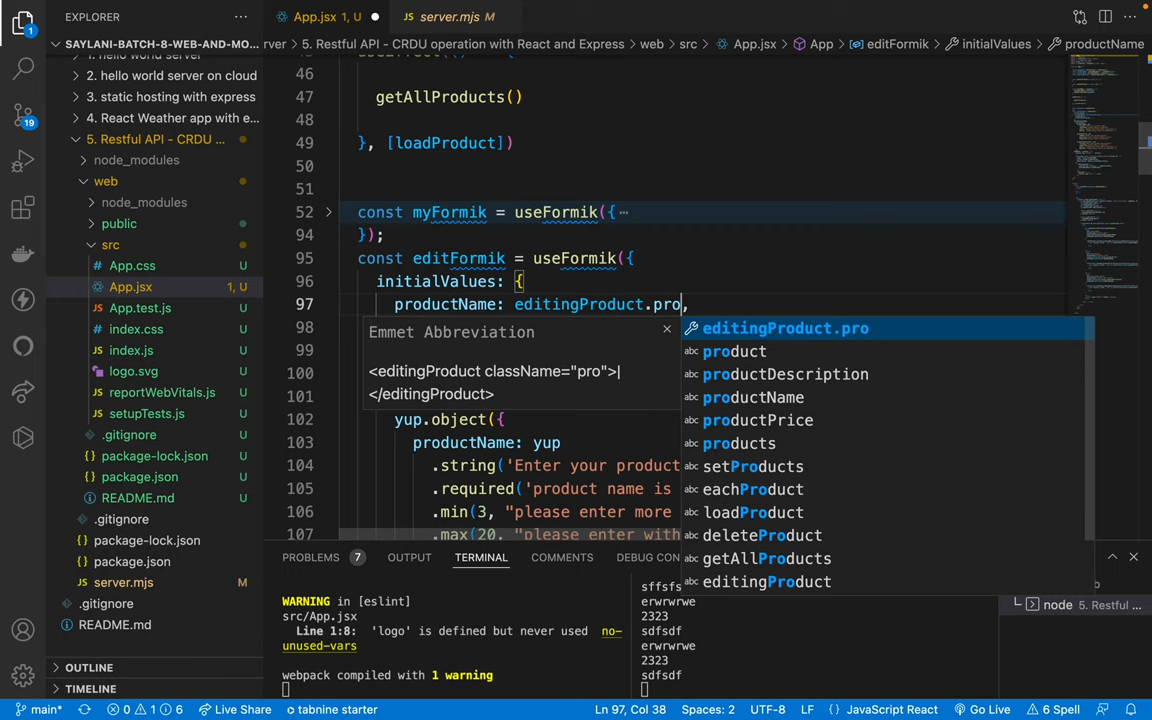 EXPLORER
SAYLANI-BATCH-8-WEB-AND-MO...
2. hello world server on cloud
3. static hosting with express
4. React Weather app with e...
5. Restful API - CRDU ...
node_modules
web
node_modules
public
src
App.css U
App.jsx 1, U
App.test.js U
index.css U
index.js U
logo.svg U
reportWebVitals.js U
setupTests.js U
.gitignore U
package-lock.json U
package.json U
README.md U
.gitignore
package-lock.json
package.json
server.mjs M
.gitignore
README.md
OUTLINE
TIMELINE
App.jsx 1, U
server.mjs M
rver > 5. Restful API - CRDU operation with React and Express > web > src > App.jsx > App > editFormik > initialValues > productName
46
47 getAllProducts()
48
49 }, [loadProduct])
50
51
52 const myFormik = useFormik({ ⋯
94 });
95 const editFormik = useFormik({
96 initialValues: {
97 productName: editingProduct.pro,
98
99
100
101
102 yup.object({
103 productName: yup
104 .string('Enter your product
105 .required('product name is
106 .min(3, "please enter more
107 .max(20, "please enter with
Emmet Abbreviation
<editingProduct className="pro">|
</editingProduct>
editingProduct.pro
product
productDescription
productName
productPrice
products
setProducts
eachProduct
loadProduct
deleteProduct
getAllProducts
editingProduct
PROBLEMS 7 OUTPUT TERMINAL COMMENTS DEBUG CON
WARNING in [eslint]
src/App.jsx
Line 1:8: 'logo' is defined but never used no-
unused-vars
webpack compiled with 1 warning
sffsfs
erwrwrwe
2323
sdfsdf
erwrwrwe
2323
sdfsdf
node 5. Restful ...
1
19
main* 0 1 6 Live Share tabnine starter Ln 97, Col 38 Spaces: 2 UTF-8 LF JavaScript React Go Live 6 Spell